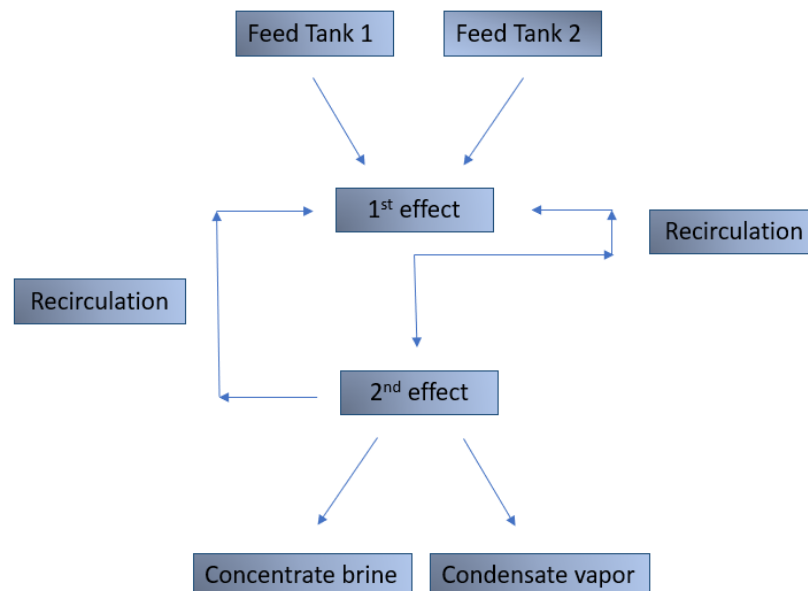 Feed Tank 1
Feed Tank 2
1st effect
Recirculation
Recirculation
2nd effect
Concentrate brine
Condensate vapor